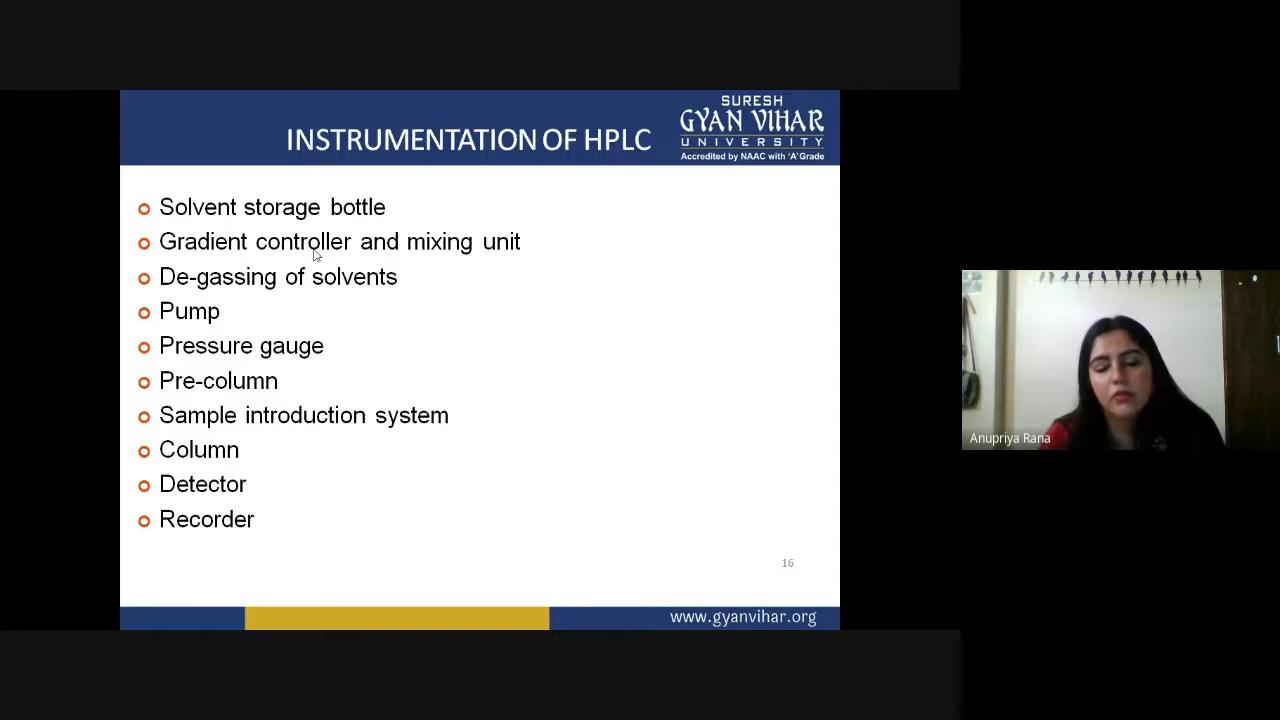 INSTRUMENTATION OF HPLC
SURESH
GYAN VIHAR
UNIVERSITY
Accredited by NAAC with 'A' Grade
Solvent storage bottle
Gradient controller and mixing unit
De-gassing of solvents
Pump
Pressure gauge
Pre-column
Sample introduction system
Column
Detector
Recorder
16
www.gyanvihar.org
Anupriya Rana